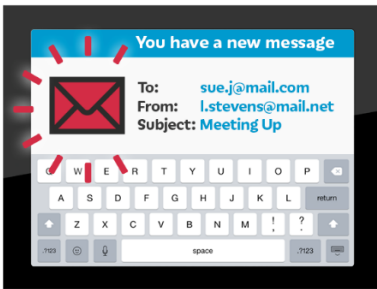 You have a new message
To: sue.j@mail.com
From: l.stevens@mail.net
Subject: Meeting Up
W E R T Y U I O P
A S D F G H J K L return
Z X C V B N M ! , ? .
.?123 space .?123